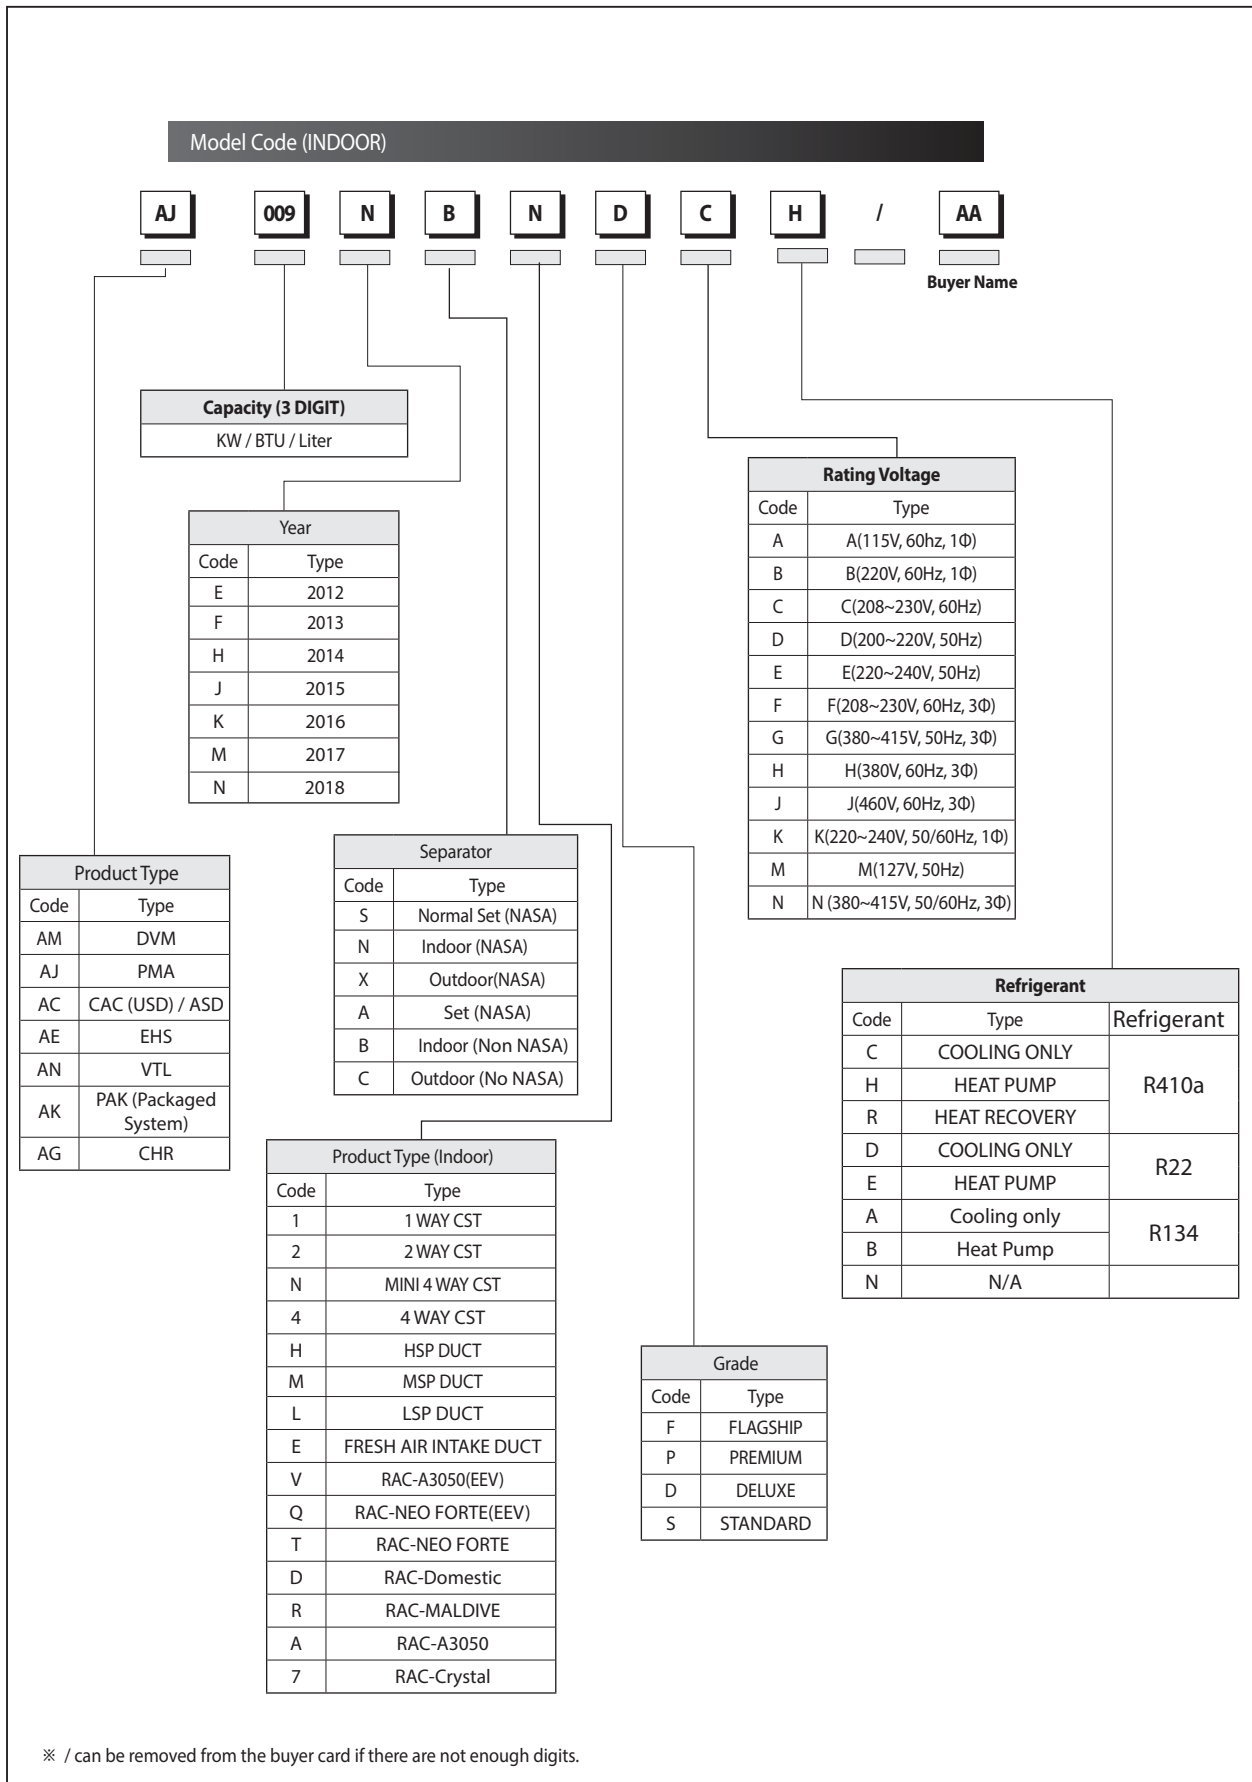 Model Code (INDOOR)
AJ 009 N B N D C H / AA
Buyer Name
Capacity (3 DIGIT)
KW / BTU / Liter
Year
Code Type
E 2012
F 2013
H 2014
J 2015
K 2016
M 2017
N 2018
Rating Voltage
Code Type
A A(115V, 60hz, 1Φ)
B B(220V, 60Hz, 1Φ)
C C(208~230V, 60Hz)
D D(200~220V, 50Hz)
E E(220~240V, 50Hz)
F F(208~230V, 60Hz, 3Φ)
G G(380~415V, 50Hz, 3Φ)
H H(380V, 60Hz, 3Φ)
J J(460V, 60Hz, 3Φ)
K K(220~240V, 50/60Hz, 1Φ)
M M(127V, 50Hz)
N N (380~415V, 50/60Hz, 3Φ)
Product Type
Code Type
AM DVM
AJ PMA
AC CAC (USD) / ASD
AE EHS
AN VTL
AK PAK (Packaged
System)
AG CHR
Separator
Code Type
S Normal Set (NASA)
N Indoor (NASA)
X Outdoor(NASA)
A Set (NASA)
B Indoor (Non NASA)
C Outdoor (No NASA)
Refrigerant
Code Type Refrigerant
C COOLING ONLY
H HEAT PUMP R410a
R HEAT RECOVERY
D COOLING ONLY
R22
E HEAT PUMP
A Cooling only
R134
B Heat Pump
N N/A
Product Type (Indoor)
Code Type
1 1 WAY CST
2 2 WAY CST
N MINI 4 WAY CST
4 4 WAY CST
H HSP DUCT
M MSP DUCT
L LSP DUCT
E FRESH AIR INTAKE DUCT
V RAC-A3050(EEV)
Q RAC-NEO FORTE(EEV)
T RAC-NEO FORTE
D RAC-Domestic
R RAC-MALDIVE
A RAC-A3050
7 RAC-Crystal
Grade
Code Type
F FLAGSHIP
P PREMIUM
D DELUXE
S STANDARD
※ / can be removed from the buyer card if there are not enough digits.